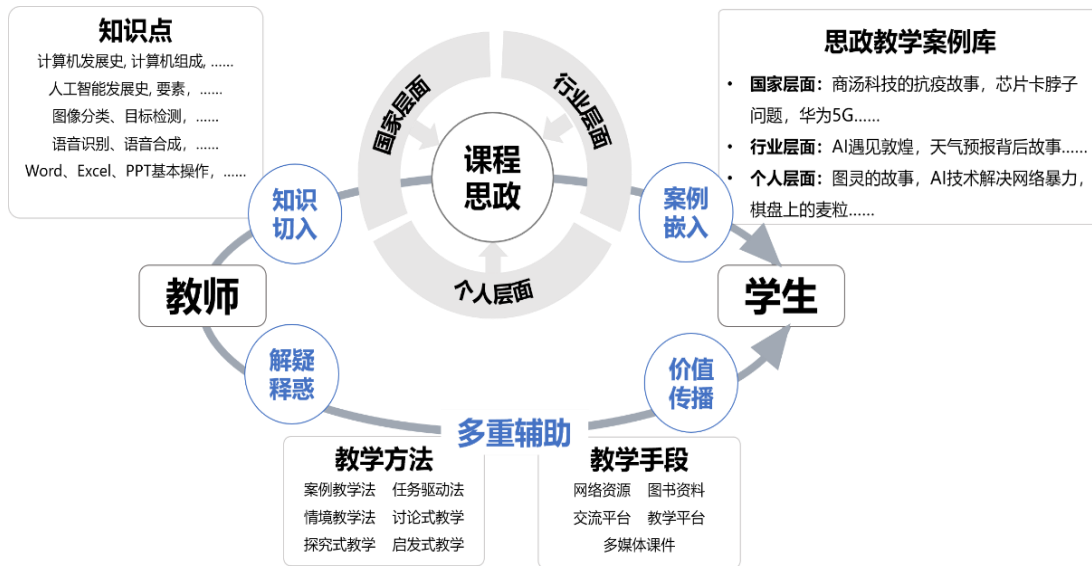 知识点
计算机发展史, 计算机组成, ......
人工智能发展史, 要素，......
图像分类、目标检测，......
语音识别、语音合成，......
Word、Excel、PPT基本操作，......
国家层面
行业层面
个人层面
课程
思政
思政教学案例库
• 国家层面：商汤科技的抗疫故事，芯片卡脖子
问题，华为5G......
• 行业层面：AI遇见敦煌，天气预报背后故事......
• 个人层面：图灵的故事，AI技术解决网络暴力，
棋盘上的麦粒......
知识
切入
案例
嵌入
教师
学生
解疑
释惑
价值
传播
多重辅助
教学方法
案例教学法 任务驱动法
情境教学法 讨论式教学
探究式教学 启发式教学
教学手段
网络资源 图书资料
交流平台 教学平台
多媒体课件